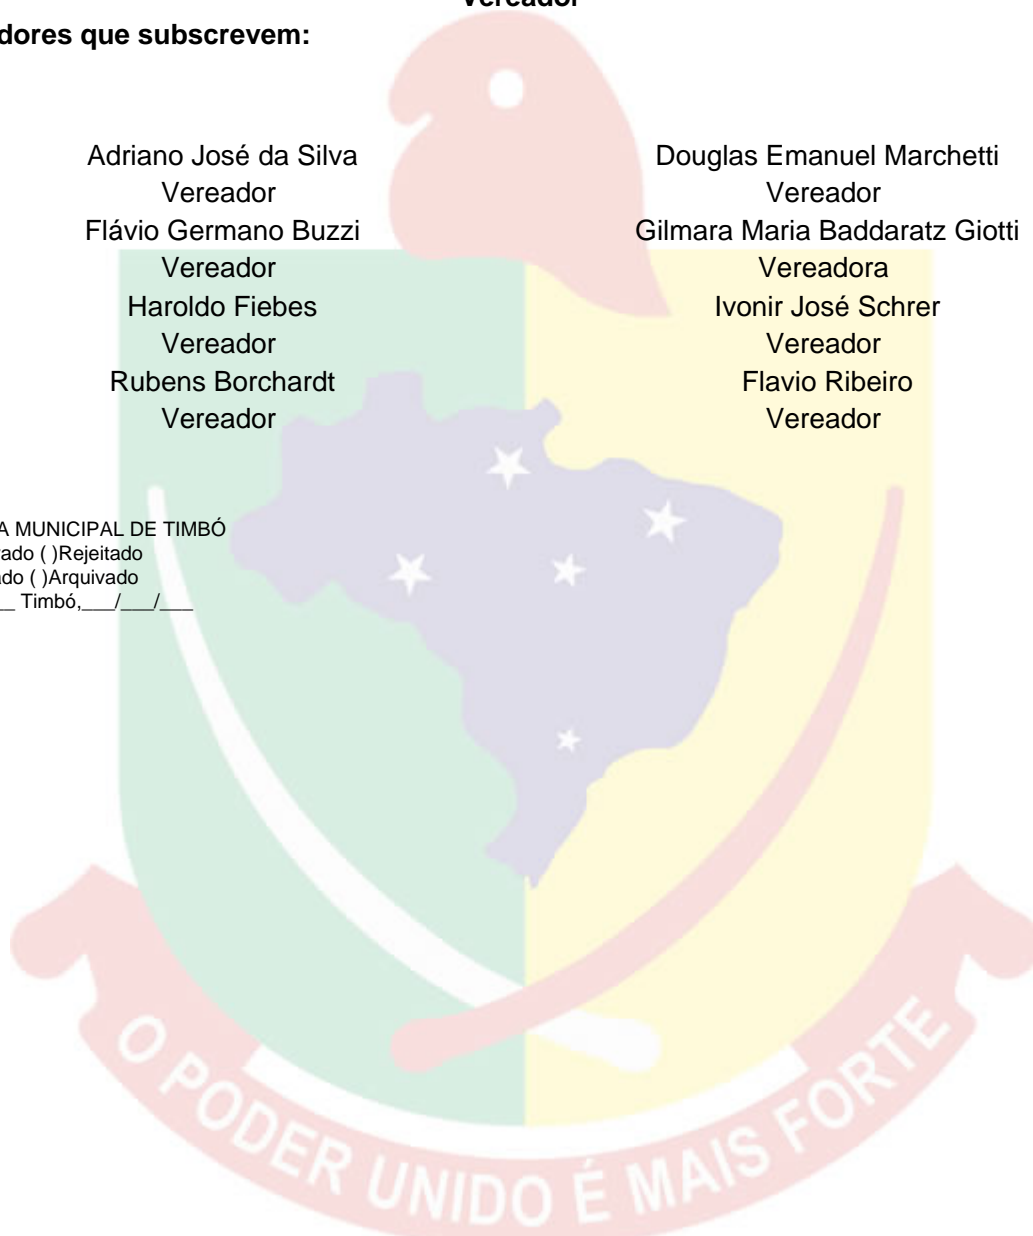 Vereador
dores que subscrevem:
Adriano José da Silva
Douglas Emanuel Marchetti
Vereador
Vereador
Flávio Germano Buzzi
Gilmara Maria Baddaratz Giotti
Vereador
Vereadora
Haroldo Fiebes
Ivonir José Schrer
Vereador
Vereador
Rubens Borchardt
Flavio Ribeiro
Vereador
Vereador
A MUNICIPAL DE TIMBÓ
ado ( )Rejeitado
ado ( )Arquivado
__ Timbó,___/___/___
O PODER UNIDO É MAIS FORTE